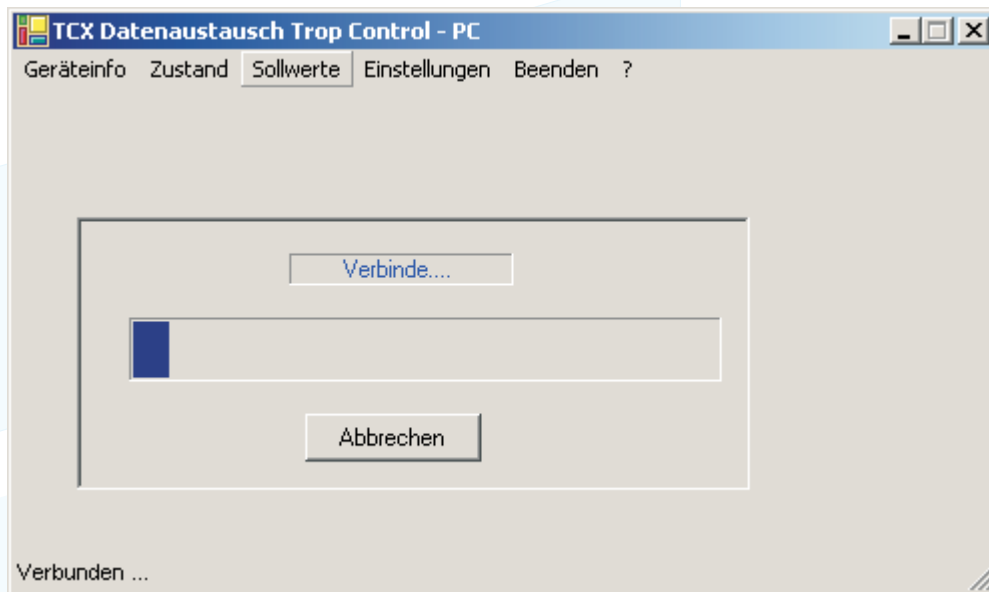 TCX Datenaustausch Trop Control - PC
Geräteinfo Zustand Sollwerte Einstellungen Beenden ?
Verbinde....
Abbrechen
Verbunden ...